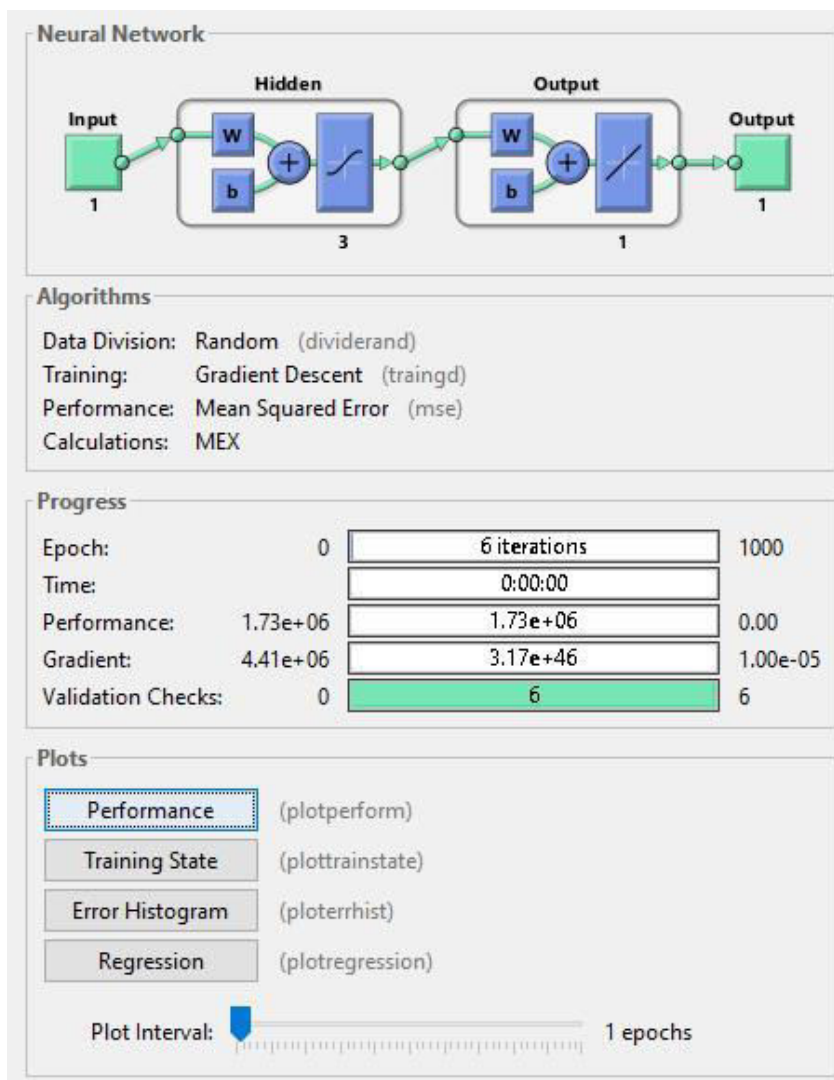 Neural Network
Hidden Output
Input Output
W W
+ +
b b
1 1
3 1
Algorithms
Data Division: Random (dividerand)
Training: Gradient Descent (traingd)
Performance: Mean Squared Error (mse)
Calculations: MEX
Progress
Epoch: 0 6 iterations 1000
Time: 0:00:00
Performance: 1.73e+06 1.73e+06 0.00
Gradient: 4.41e+06 3.17e+46 1.00e-05
Validation Checks: 0 6 6
Plots
Performance (plotperform)
Training State (plottrainstate)
Error Histogram (ploterrhist)
Regression (plotregression)
Plot Interval: 1 epochs